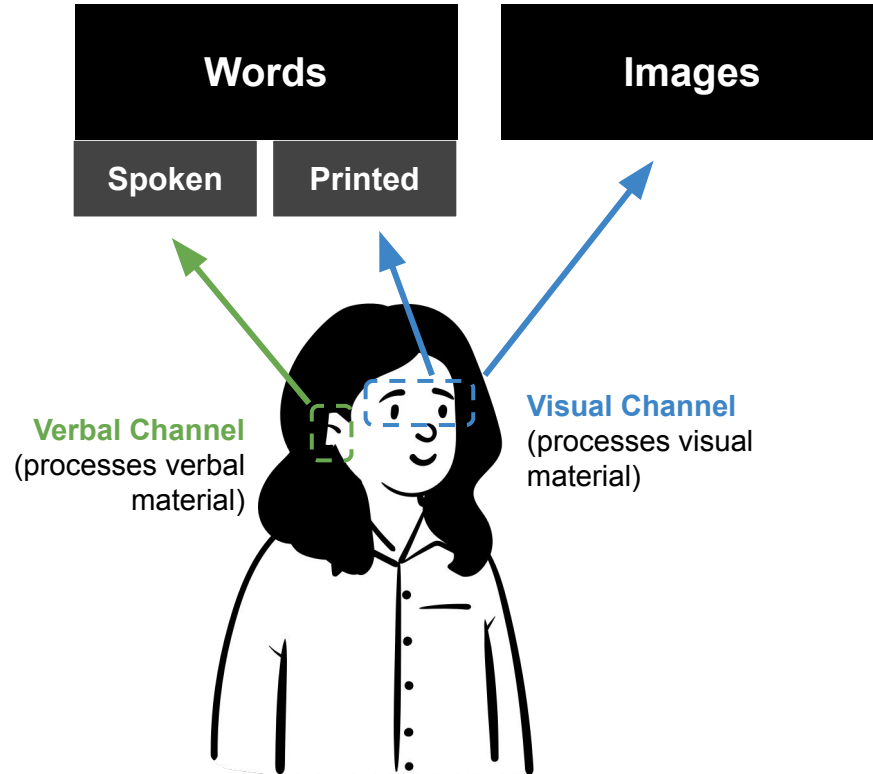 Words
Images
Spoken
Printed
Verbal Channel
(processes verbal
material)
Visual Channel
(processes visual
material)